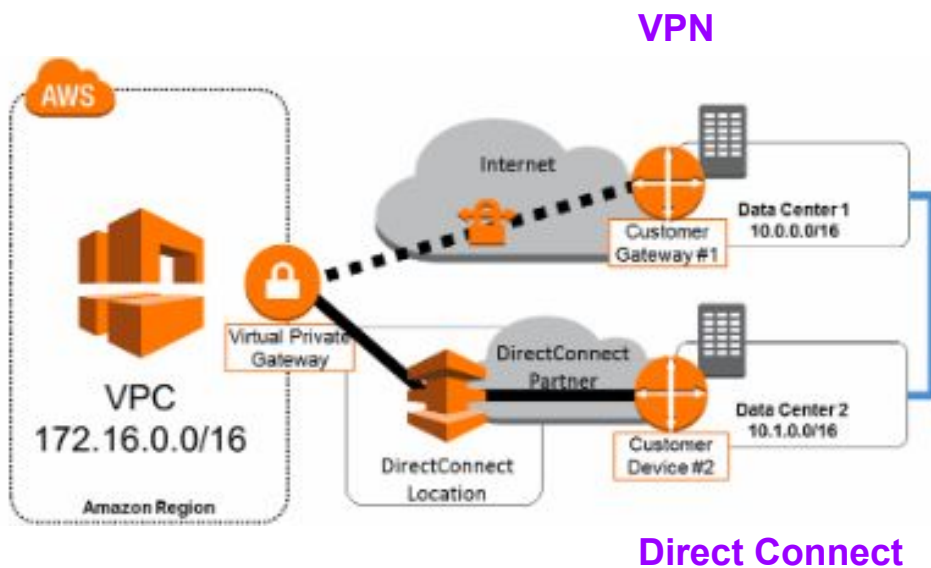 VPN
AWS
Internet
Data Center 1
10.0.0.0/16
Customer
Gateway #1
Virtual Private
Gateway
DirectConnect
Partner
VPC
172.16.0.0/16
Data Center 2
10.1.0.0/16
Customer
Device #2
DirectConnect
Location
Amazon Region
Direct Connect